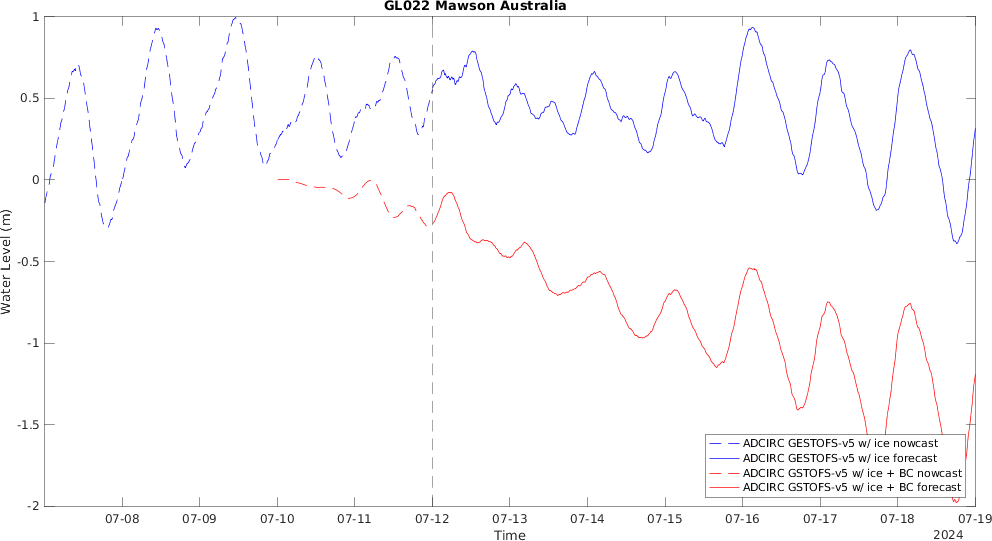 GL022 Mawson Australia
1
0.5
0
-0.5
-1
-1.5
-2
Water Level (m)
ADCIRC GESTOFS-v5 w/ ice nowcast
ADCIRC GESTOFS-v5 w/ ice forecast
ADCIRC GSTOFS-v5 w/ ice + BC nowcast
ADCIRC GSTOFS-v5 w/ ice + BC forecast
07-08 07-09 07-10 07-11 07-12 07-13 07-14 07-15 07-16 07-17 07-18 07-19
Time
2024